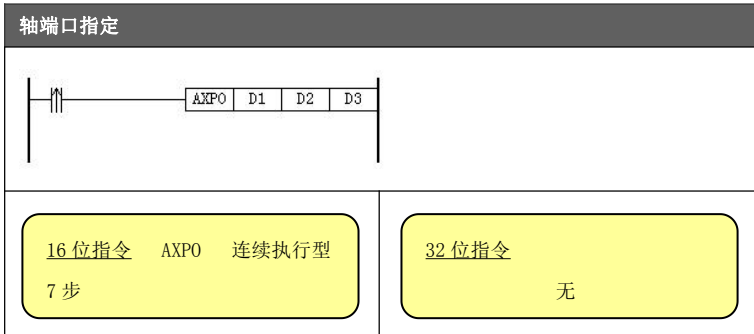 轴端口指定
AXPO D1 D2 D3
16 位指令 AXPO 连续执行型
7 步
32 位指令
无